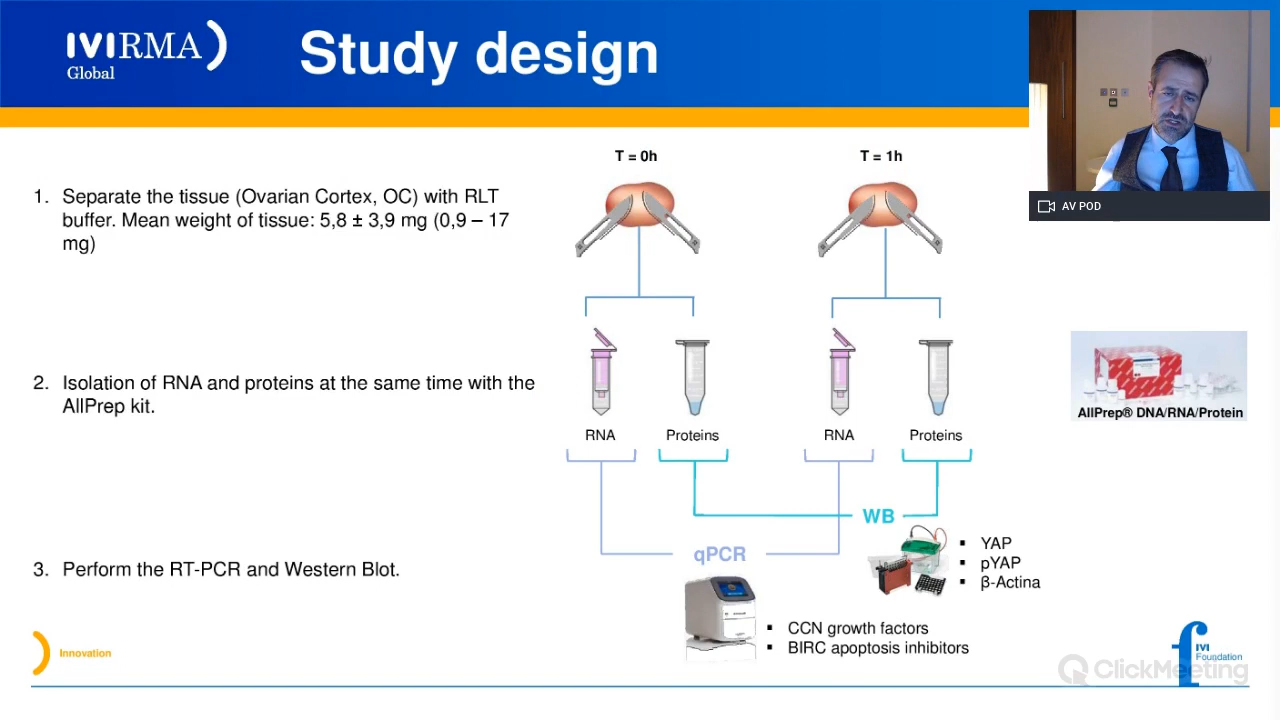 IVIRMA
Global
Study design
AV POD
T = 0h
T = 1h
1. Separate the tissue (Ovarian Cortex, OC) with RLT
buffer. Mean weight of tissue: 5,8 ± 3,9 mg (0,9 – 17
mg)
2. Isolation of RNA and proteins at the same time with the
AllPrep kit.
AllPrep® DNA/RNA/Protein
RNA
Proteins
RNA
Proteins
WB
qPCR
▪ YAP
▪ pYAP
▪ β-Actina
3. Perform the RT-PCR and Western Blot.
▪ CCN growth factors
▪ BIRC apoptosis inhibitors
Innovation
IVI
Foundation
ClickMeeting